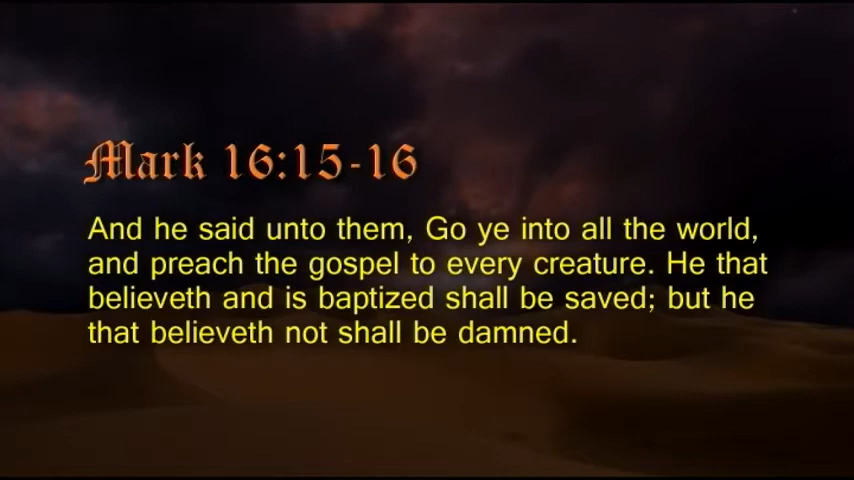 Mark 16:15-16
And he said unto them, Go ye into all the world,
and preach the gospel to every creature. He that
believeth and is baptized shall be saved; but he
that believeth not shall be damned.